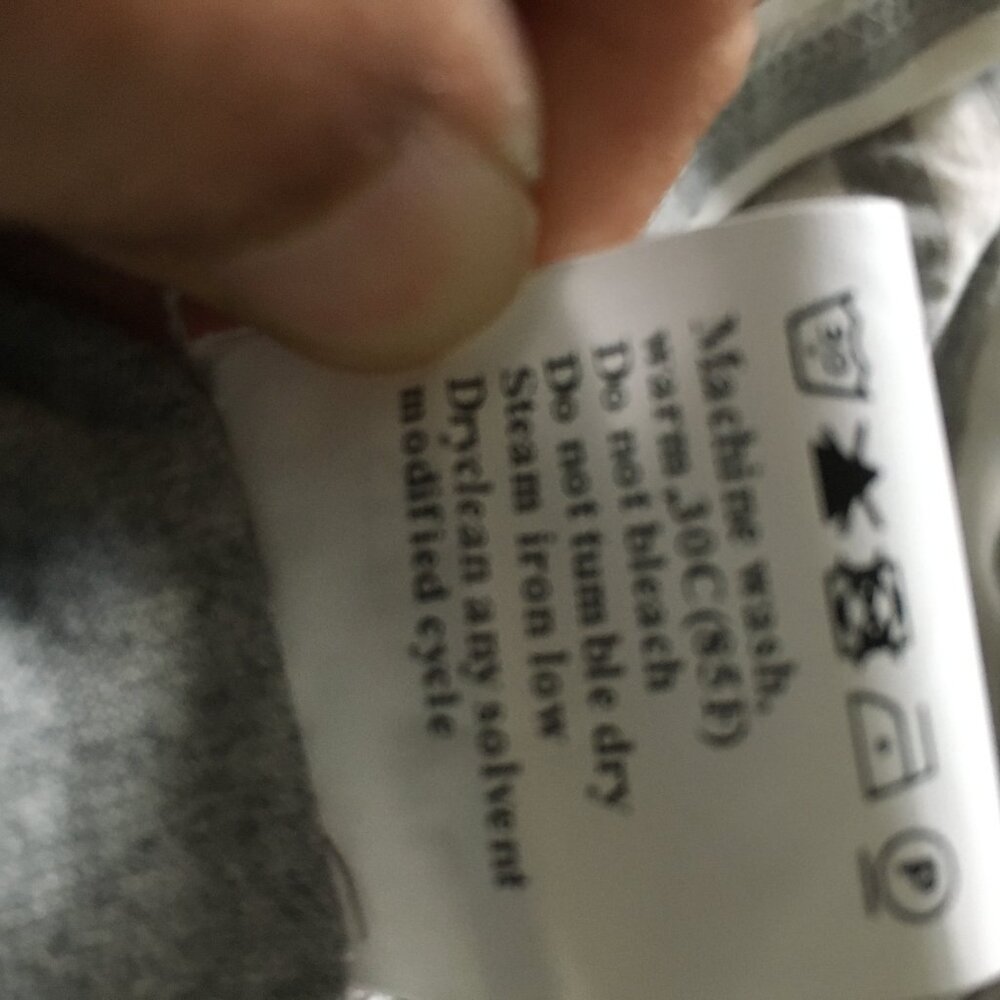 30
P
Machine wash,
warm, 30C (85F)
Do not bleach
Do not tumble dry
Steam iron low
Dryclean any solvent
modified cycle